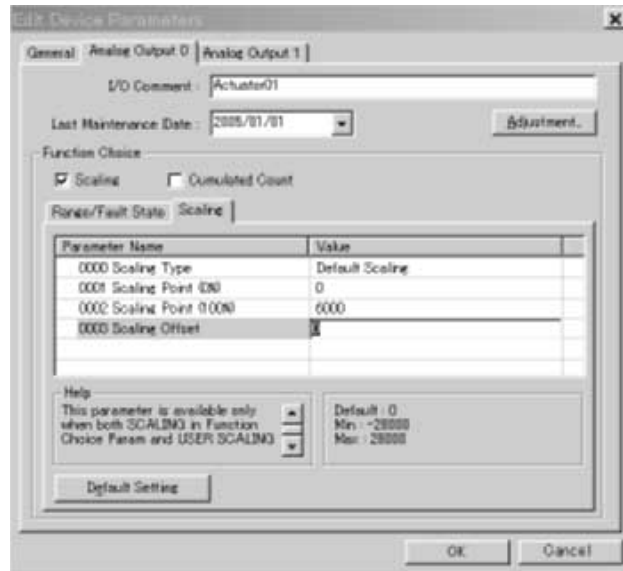 Edit Device Parameters
General
Analog Output 0
Analog Output 1
I/O Comment : Actuator01
Last Maintenance Date : 2005/01/01
Adjustment..
Function Choice
Scaling
Cumulated Count
Range/Fault State
Scaling
Parameter Name Value
0000 Scaling Type Default Scaling
0001 Scaling Point (0%) 0
0002 Scaling Point (100%) 6000
0003 Scaling Offset 0
Help
This parameter is available only
when both SCALING in Function
Choice Param and USER SCALING
Default : 0
Min : -28000
Max : 28000
Default Setting
OK
Cancel